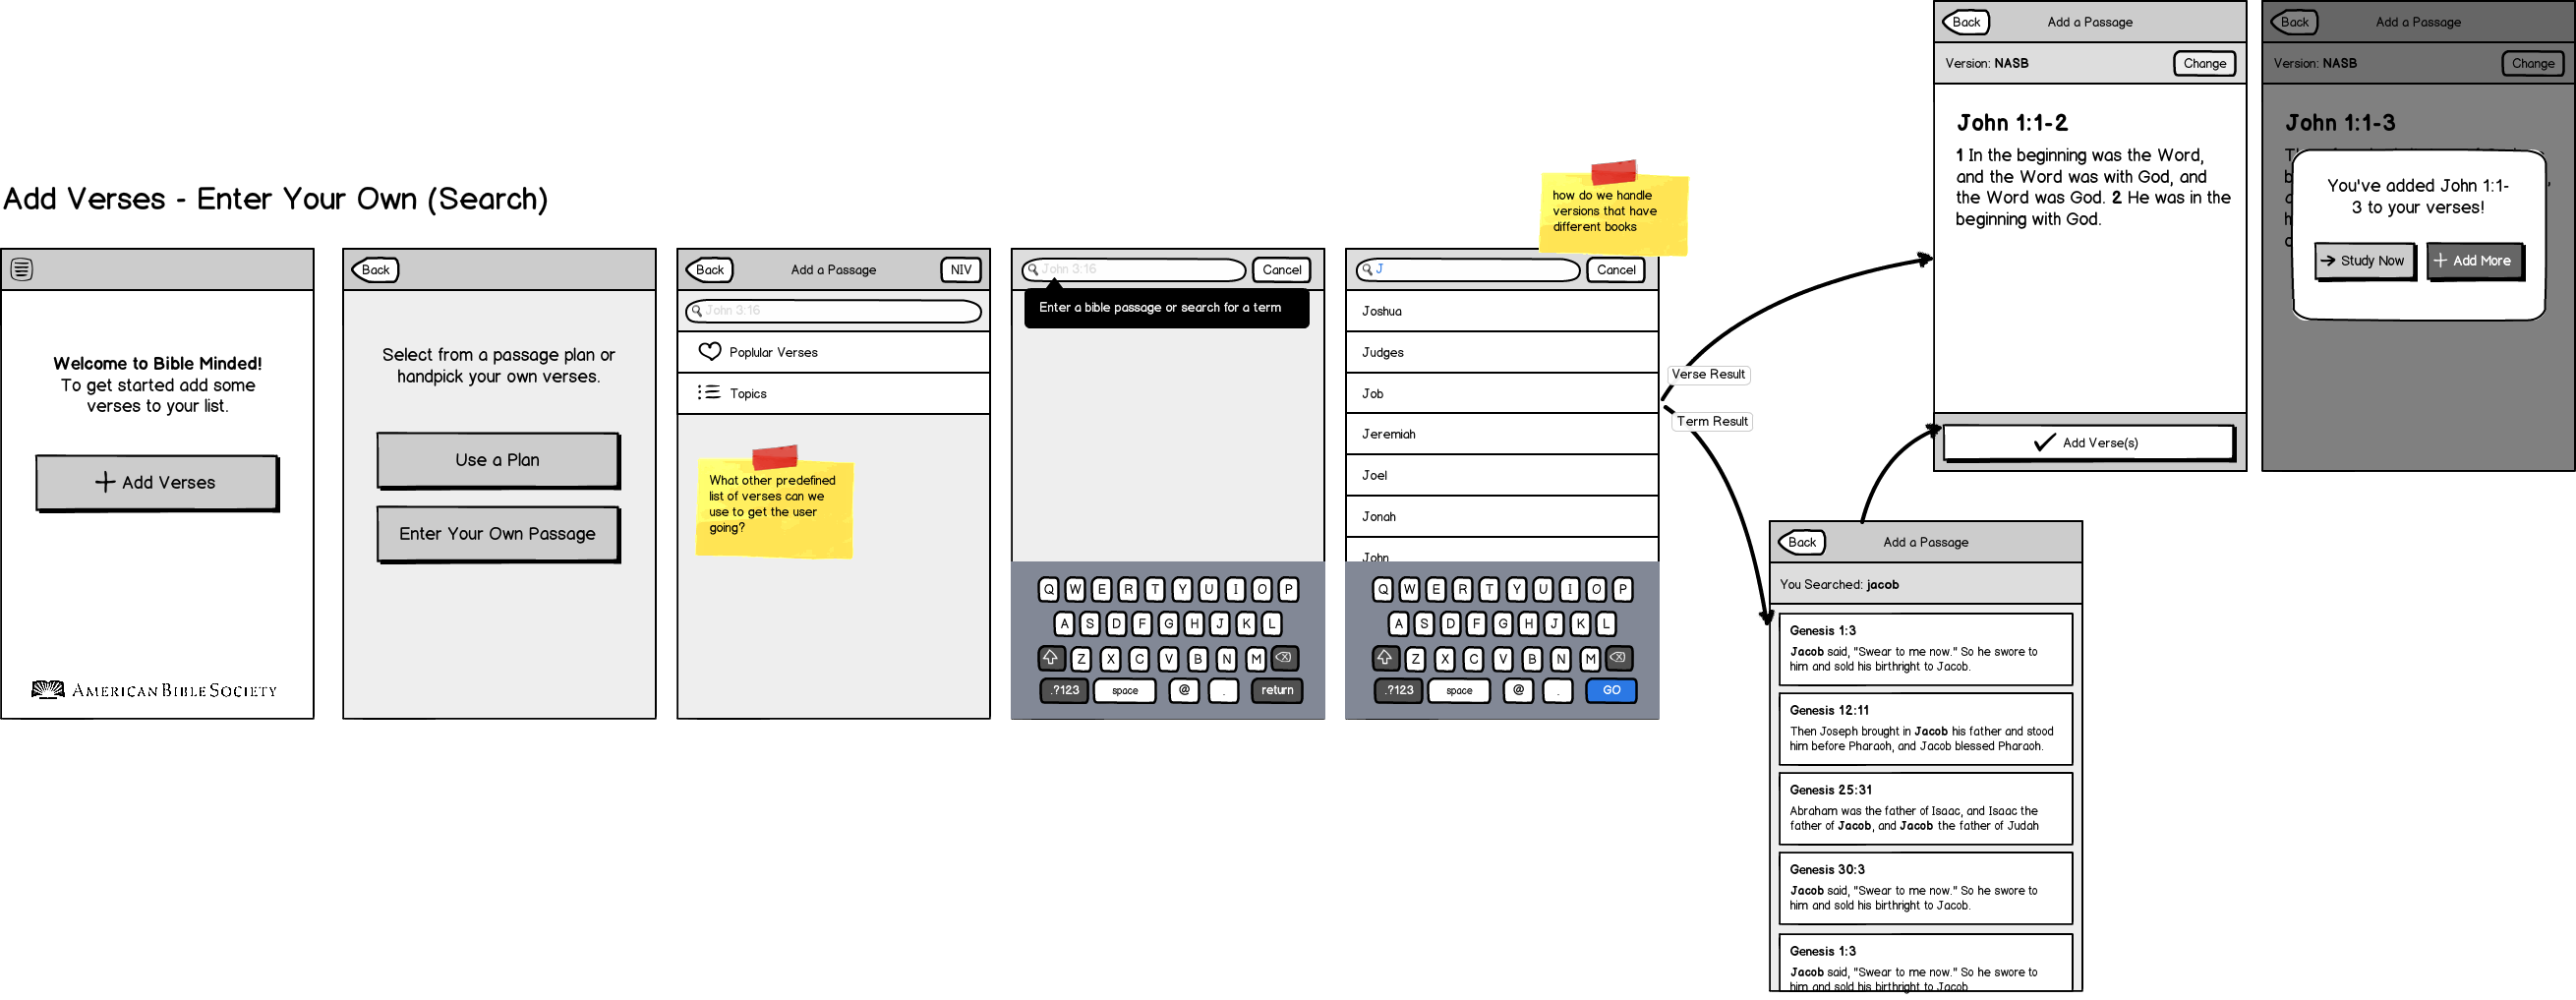 Add Verses - Enter Your Own (Search)
Welcome to Bible Minded!
To get started add some
verses to your list.
+ Add Verses
AMERICAN BIBLE SOCIETY
Back
Select from a passage plan or
handpick your own verses.
Use a Plan
Enter Your Own Passage
Back
Add a Passage
NIV
John 3:16
Poplular Verses
Topics
What other predefined
list of verses can we
use to get the user
going?
John 3:16
Cancel
Enter a bible passage or search for a term
Q W E R T Y U I O P
A S D F G H J K L
Z X C V B N M
.?123 space @ . return
how do we handle
versions that have
different books
J
Cancel
Joshua
Judges
Job
Jeremiah
Joel
Jonah
John
Q W E R T Y U I O P
A S D F G H J K L
Z X C V B N M
.?123 space @ . GO
Verse Result
Term Result
Back
Add a Passage
Version: NASB
Change
John 1:1-2
1 In the beginning was the Word,
and the Word was with God, and
the Word was God. 2 He was in the
beginning with God.
Add Verse(s)
Back
Add a Passage
You Searched: jacob
Genesis 1:3
Jacob said, "Swear to me now." So he swore to
him and sold his birthright to Jacob.
Genesis 12:11
Then Joseph brought in Jacob his father and stood
him before Pharaoh, and Jacob blessed Pharaoh.
Genesis 25:31
Abraham was the father of Isaac, and Isaac the
father of Jacob, and Jacob the father of Judah
Genesis 30:3
Jacob said, "Swear to me now." So he swore to
him and sold his birthright to Jacob.
Genesis 1:3
Jacob said, "Swear to me now." So he swore to
him and sold his birthright to Jacob
Back
Add a Passage
Version: NASB
Change
John 1:1-3
You've added John 1:1-
3 to your verses!
Study Now
+ Add More